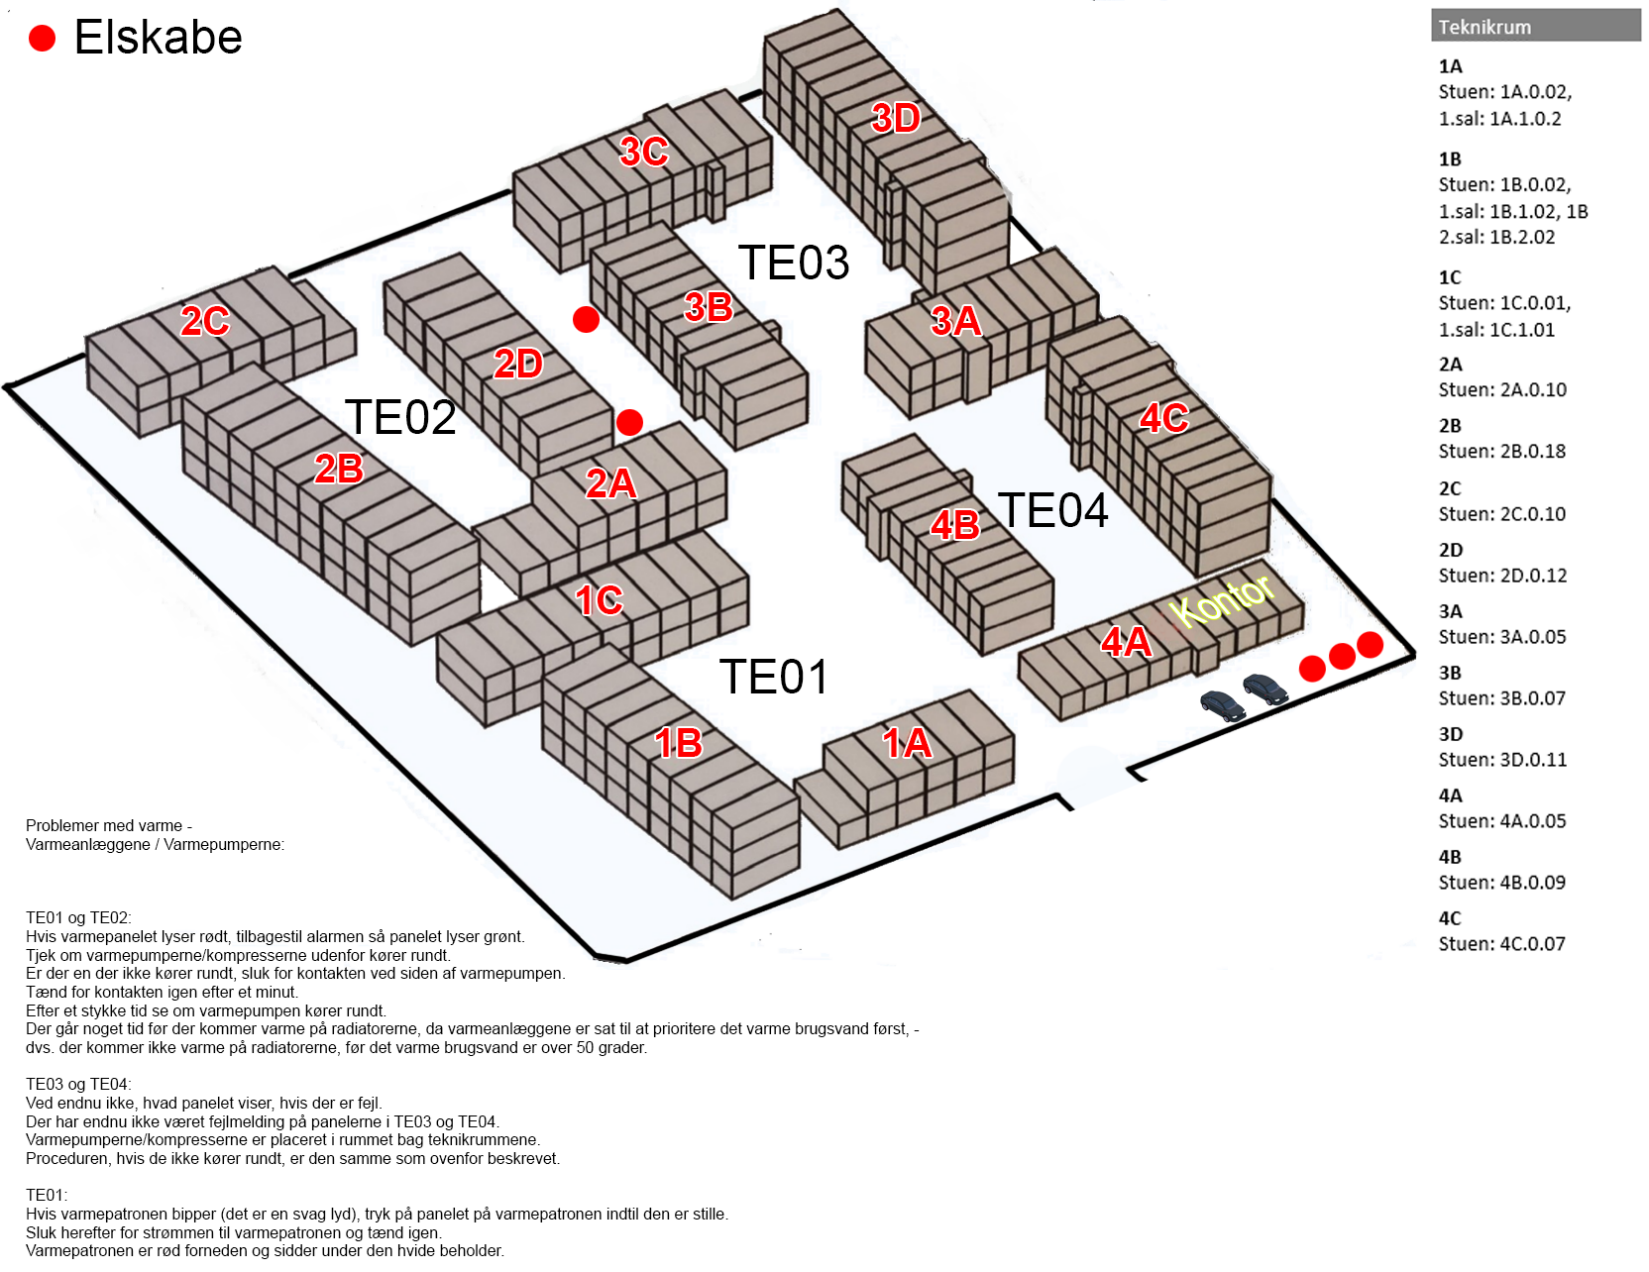 Elskabe
3D
3C
TE03
3B
3A
2C
2D
TE02
4C
2B
2A
4B
TE04
1C
Kontor
4A
TE01
1B
1A
Teknikrum
1A
Stuen: 1A.0.02,
1.sal: 1A.1.0.2
1B
Stuen: 1B.0.02,
1.sal: 1B.1.02, 1B
2.sal: 1B.2.02
1C
Stuen: 1C.0.01,
1.sal: 1C.1.01
2A
Stuen: 2A.0.10
2B
Stuen: 2B.0.18
2C
Stuen: 2C.0.10
2D
Stuen: 2D.0.12
3A
Stuen: 3A.0.05
3B
Stuen: 3B.0.07
3D
Stuen: 3D.0.11
4A
Stuen: 4A.0.05
4B
Stuen: 4B.0.09
4C
Stuen: 4C.0.07
Problemer med varme -
Varmeanlæggene / Varmepumperne:
TE01 og TE02:
Hvis varmepanelet lyser rødt, tilbagestil alarmen så panelet lyser grønt.
Tjek om varmepumperne/kompresserne udenfor kører rundt.
Er der en der ikke kører rundt, sluk for kontakten ved siden af varmepumpen.
Tænd for kontakten igen efter et minut.
Efter et stykke tid se om varmepumpen kører rundt.
Der går noget tid før der kommer varme på radiatorerne, da varmeanlæggene er sat til at prioritere det varme brugsvand først, -
dvs. der kommer ikke varme på radiatorerne, før det varme brugsvand er over 50 grader.
TE03 og TE04:
Ved endnu ikke, hvad panelet viser, hvis der er fejl.
Der har endnu ikke været fejlmelding på panelerne i TE03 og TE04.
Varmepumperne/kompresserne er placeret i rummet bag teknikrummene.
Proceduren, hvis de ikke kører rundt, er den samme som ovenfor beskrevet.
TE01:
Hvis varmepatronen bipper (det er en svag lyd), tryk på panelet på varmepatronen indtil den er stille.
Sluk herefter for strømmen til varmepatronen og tænd igen.
Varmepatronen er rød forneden og sidder under den hvide beholder.